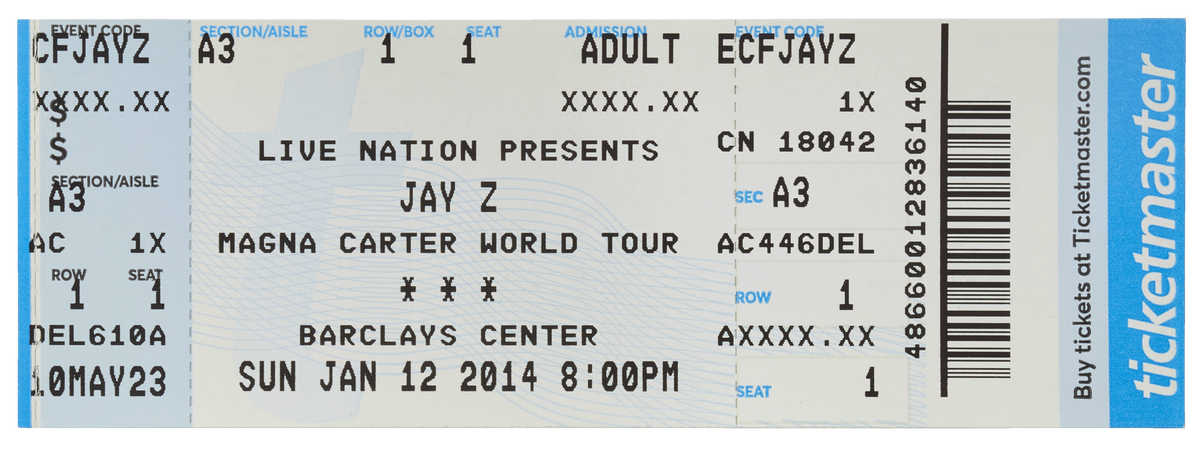 EVENT CODE
CFJAYZ
XXXX.XX
$
$
SECTION/AISLE
A3
AC 1X
ROW SEAT
1 1
DEL610A
10MAY23
SECTION/AISLE ROW/BOX SEAT ADMISSION
A3 1 1 ADULT
XXXX.XX
LIVE NATION PRESENTS
JAY Z
MAGNA CARTER WORLD TOUR
* * *
BARCLAYS CENTER
SUN JAN 12 2014 8:00PM
EVENT CODE
ECFJAYZ
1X
CN 18042
SEC A3
AC446DEL
ROW 1
AXXXX.XX
SEAT 1
48660012836140
Buy tickets at Ticketmaster.com
ticketmaster